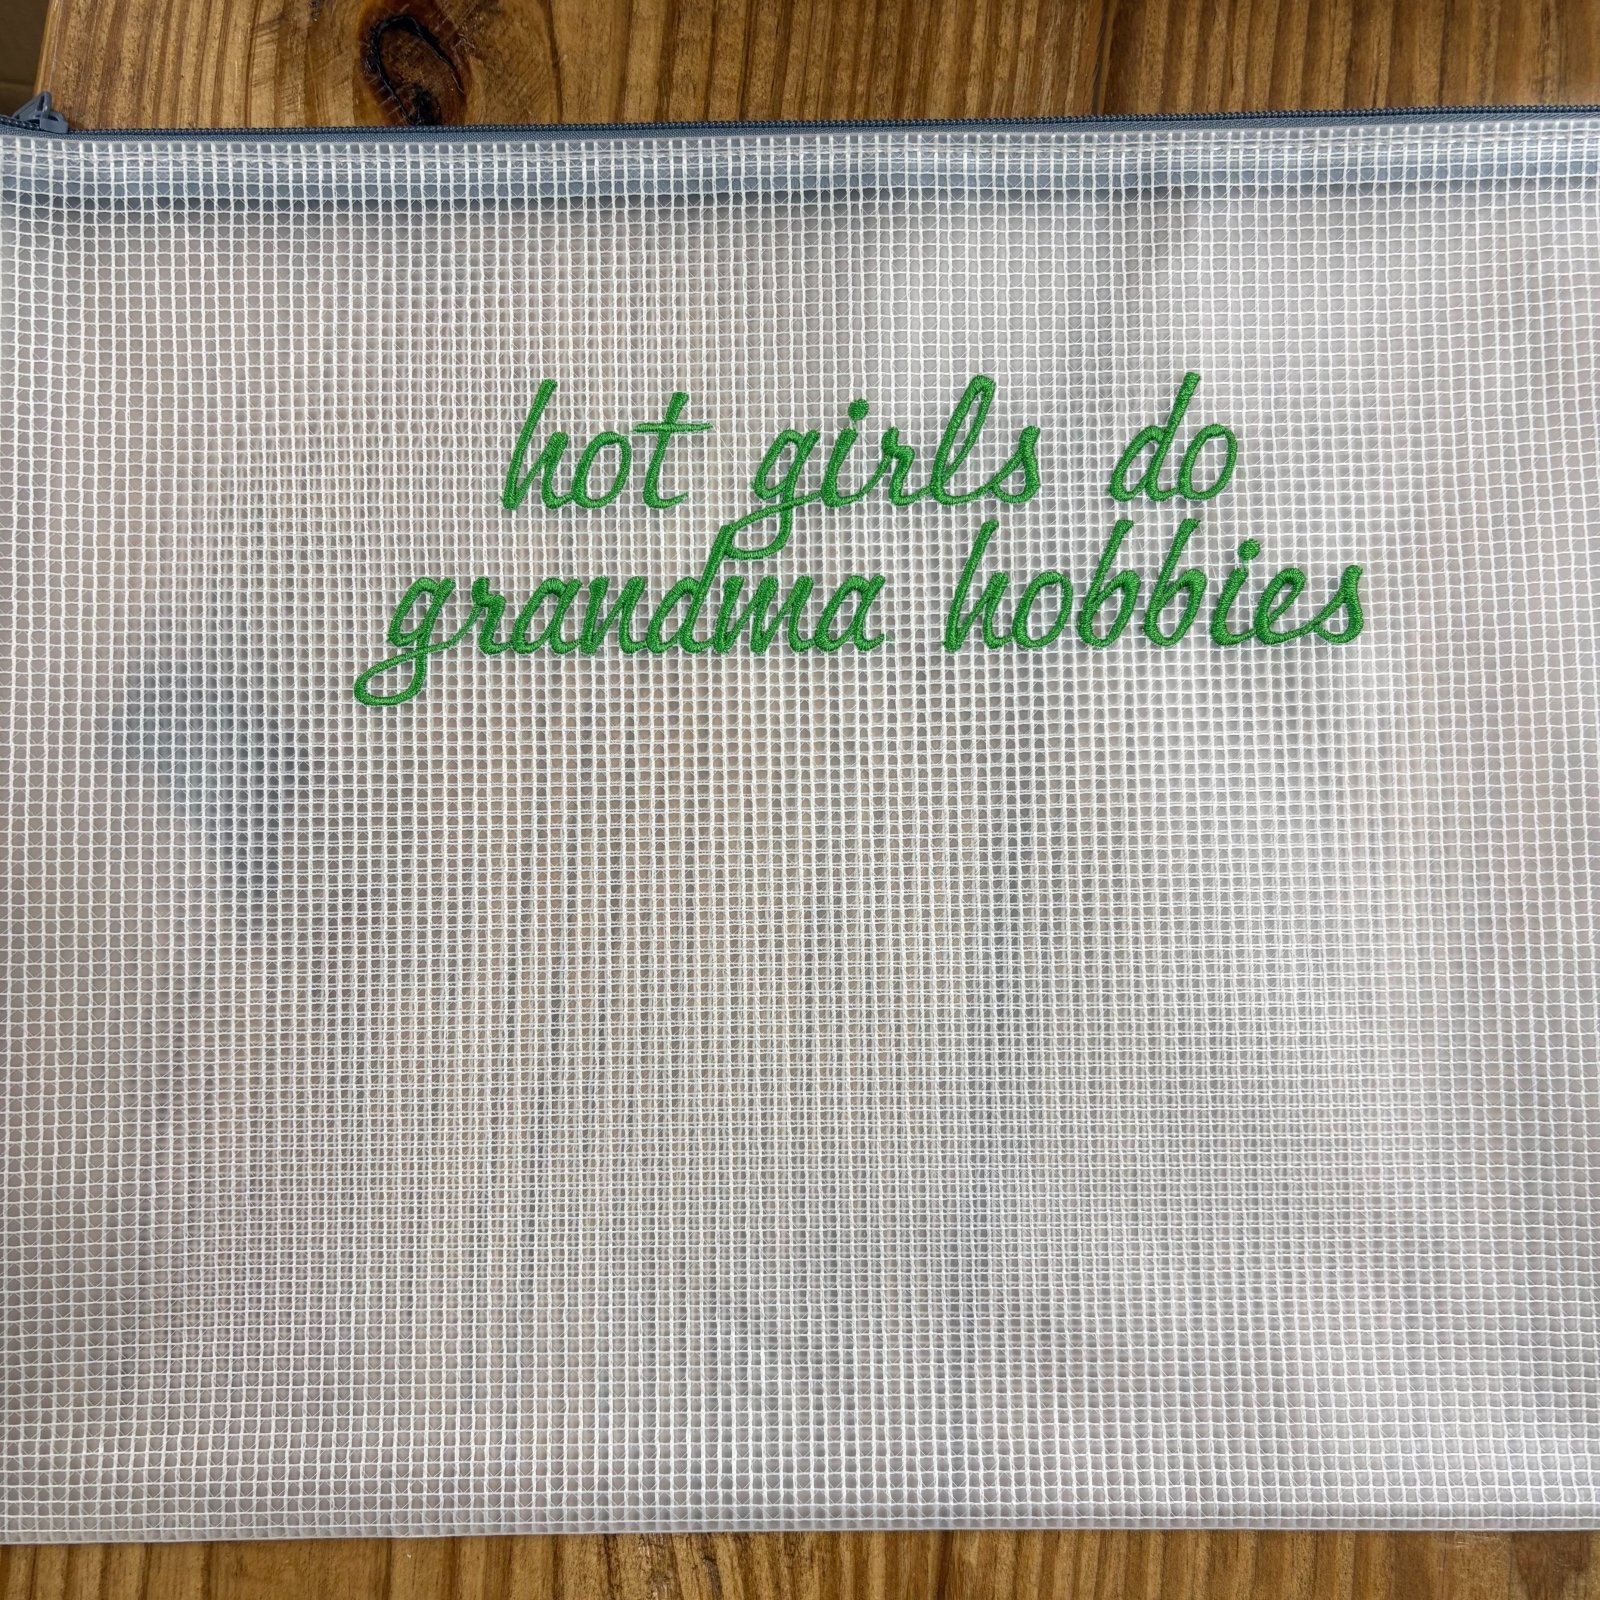 hot girls do
grandma hobbies